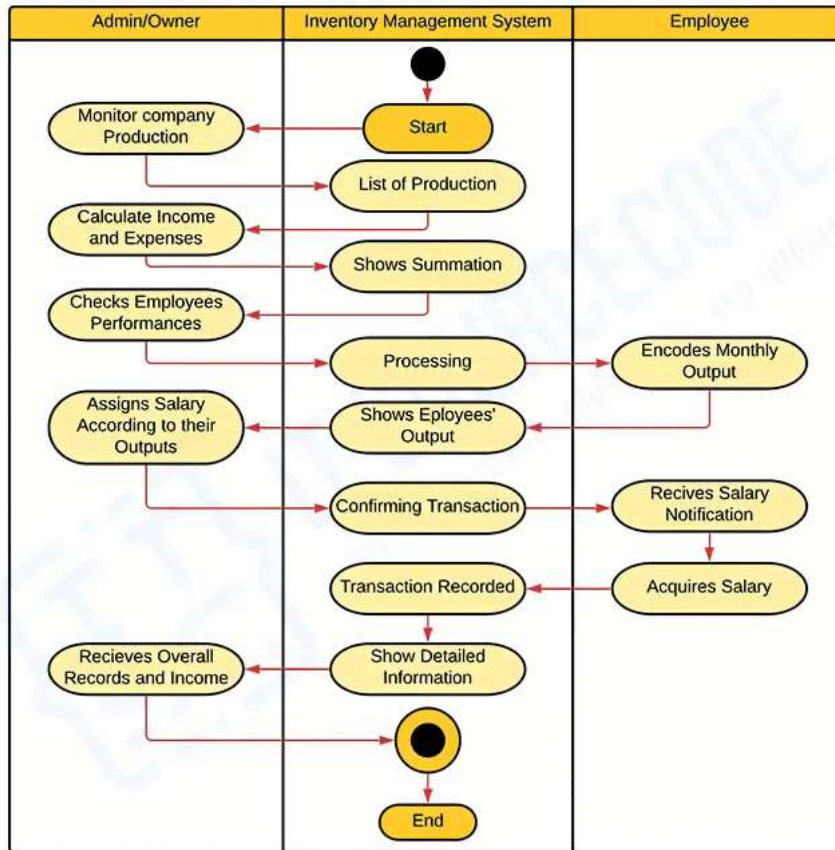 Admin/Owner
Inventory Management System
Employee
Start
Monitor company
Production
List of Production
Calculate Income
and Expenses
Shows Summation
Checks Employees
Performances
Processing
Encodes Monthly
Output
Shows Eployees'
Output
Assigns Salary
According to their
Outputs
Confirming Transaction
Recives Salary
Notification
Acquires Salary
Transaction Recorded
Show Detailed
Information
Recieves Overall
Records and Income
End